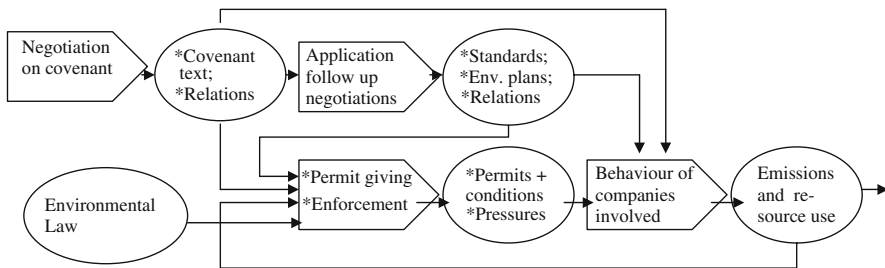 Negotiation
on covenant
*Covenant
text;
*Relations
Application
follow up
negotiations
*Standards;
*Env. plans;
*Relations
Environmental
Law
*Permit giving
*Enforcement
*Permits +
conditions
*Pressures
Behaviour of
companies
involved
Emissions
and re-
source use